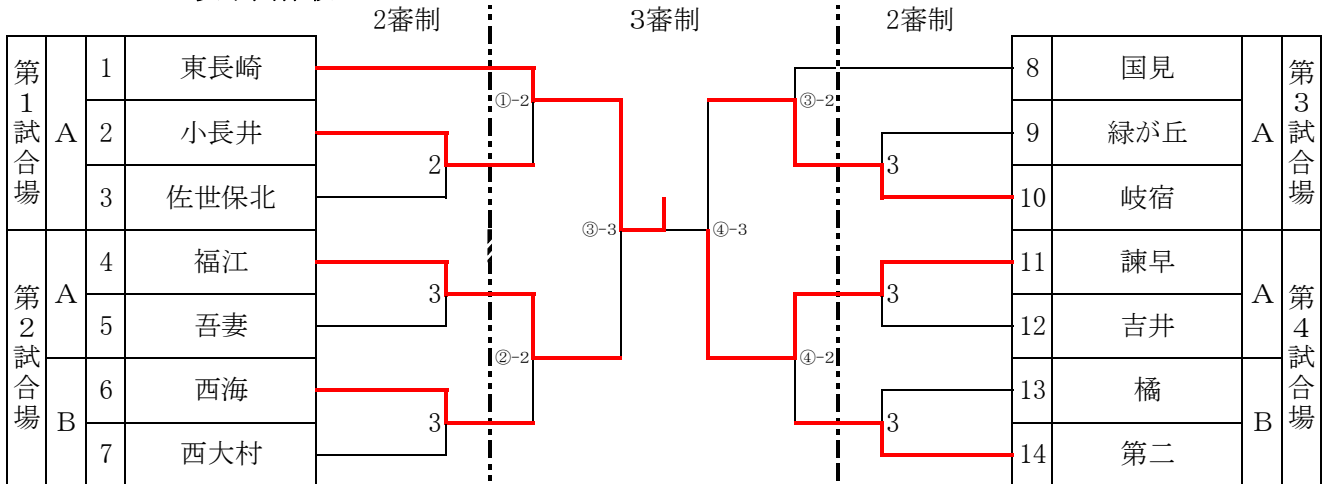 2審制 3審制 2審制
第1試合場 A 1 東長崎
2 小長井
3 佐世保北
第2試合場 A 4 福江
5 吾妻
B 6 西海
7 西大村
①-2
2
③-3
3
②-2
3
③-2
3
④-3
3
④-2
3
8 国見 A 第3試合場
9 緑が丘
10 岐宿
11 諫早 A 第4試合場
12 吉井
13 橘 B
14 第二